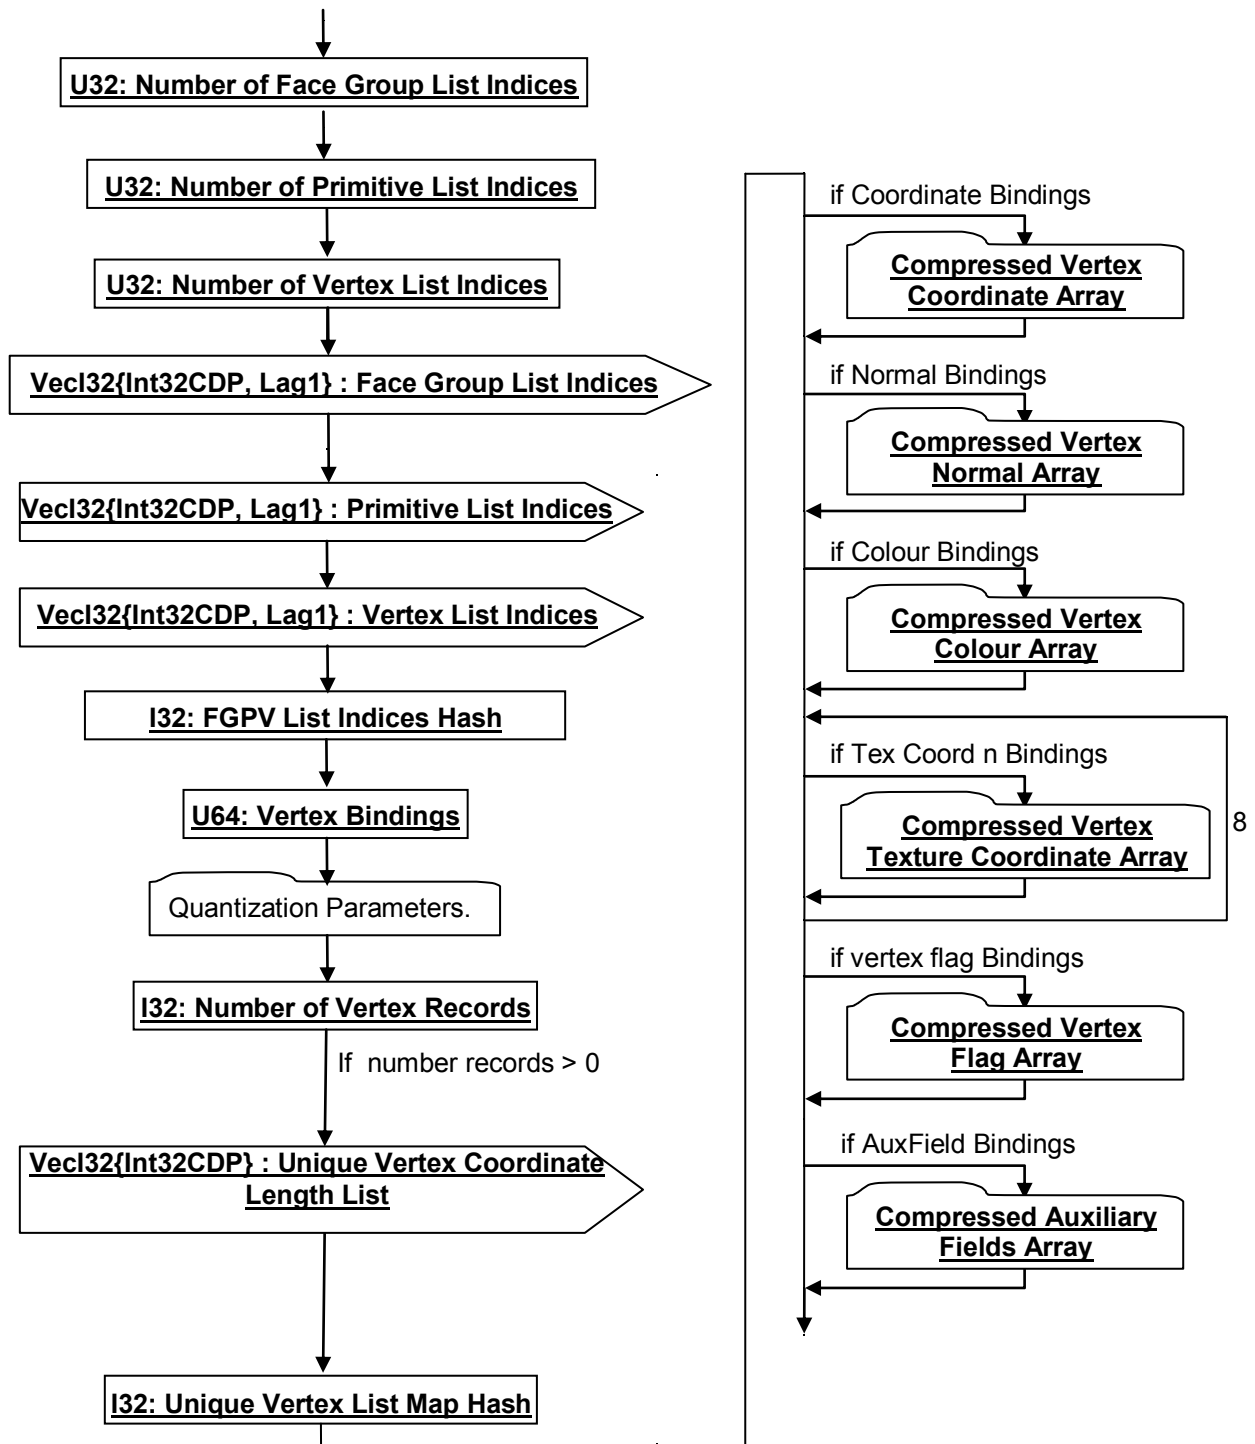 U32: Number of Face Group List Indices
U32: Number of Primitive List Indices
U32: Number of Vertex List Indices
VecI32{Int32CDP, Lag1} : Face Group List Indices
VecI32{Int32CDP, Lag1} : Primitive List Indices
VecI32{Int32CDP, Lag1} : Vertex List Indices
I32: FGPV List Indices Hash
U64: Vertex Bindings
Quantization Parameters.
I32: Number of Vertex Records
If number records > 0
VecI32{Int32CDP} : Unique Vertex Coordinate
Length List
I32: Unique Vertex List Map Hash
if Coordinate Bindings
Compressed Vertex
Coordinate Array
if Normal Bindings
Compressed Vertex
Normal Array
if Colour Bindings
Compressed Vertex
Colour Array
if Tex Coord n Bindings
Compressed Vertex
Texture Coordinate Array
8
if vertex flag Bindings
Compressed Vertex
Flag Array
if AuxField Bindings
Compressed Auxiliary
Fields Array